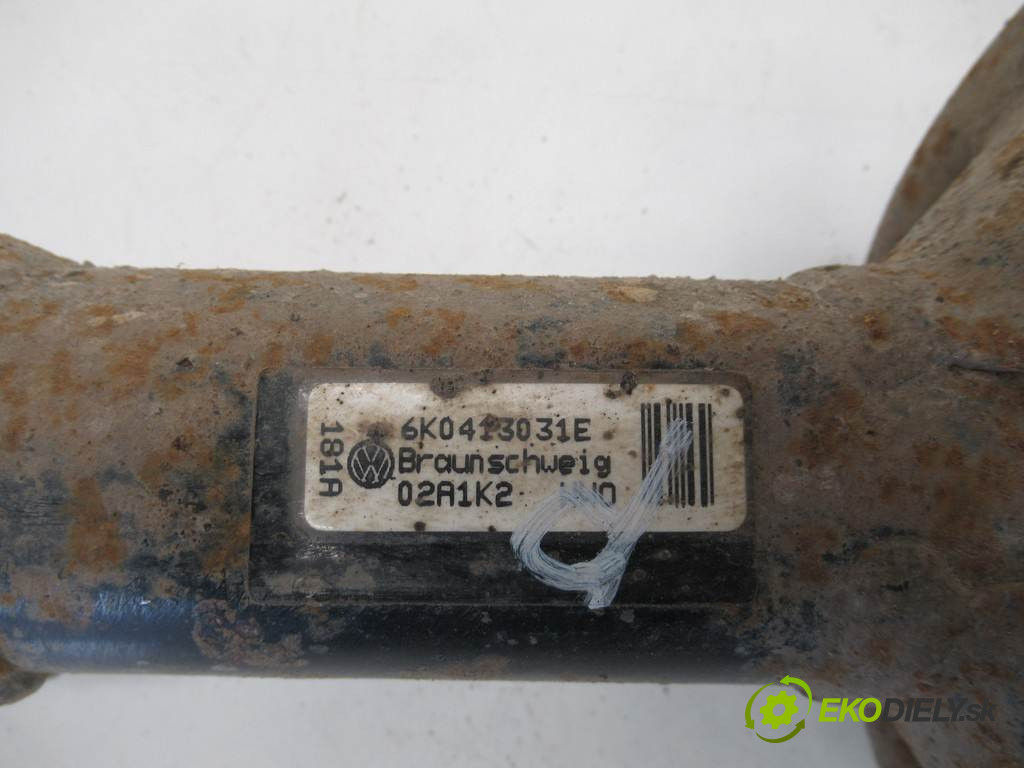 181A
6K0413031E
Braunschweig
02A1K2
EKODIELY.sk